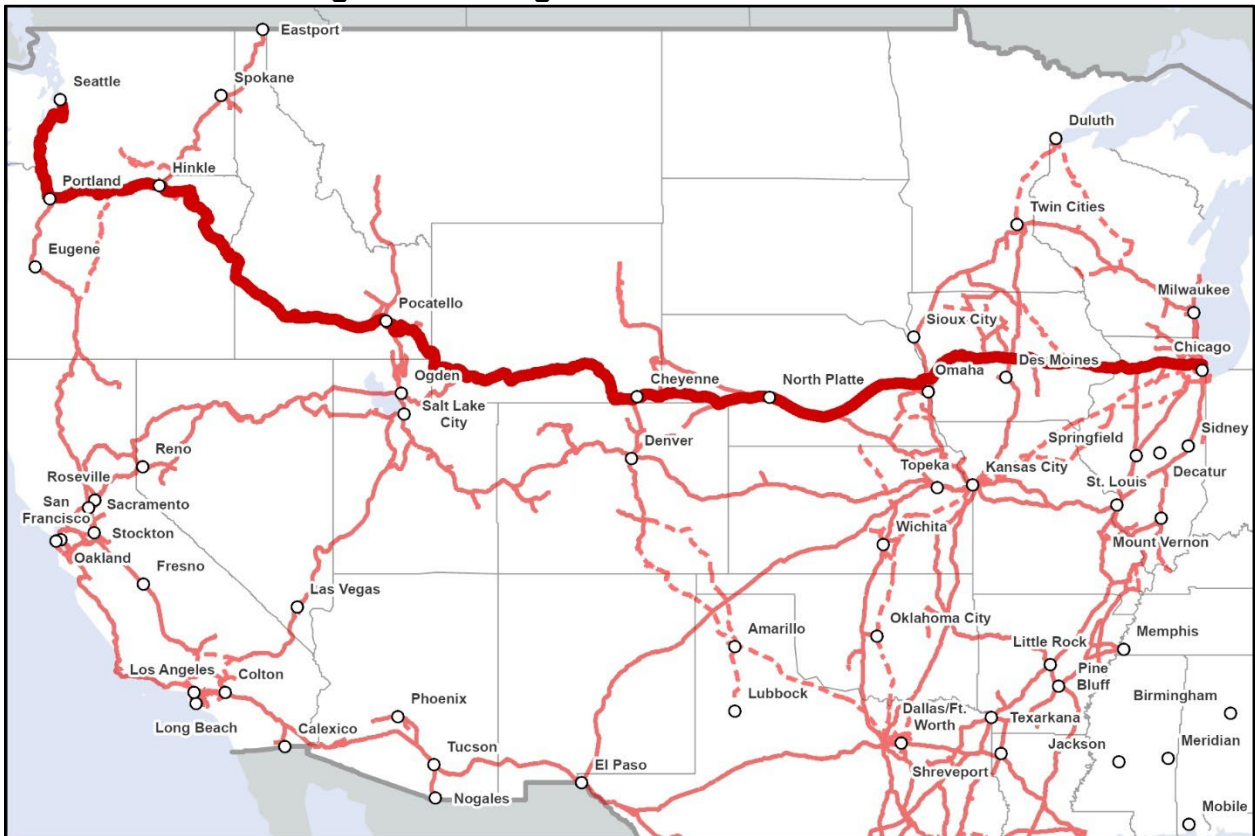 Eastport
Spokane
Seattle
Duluth
Hinkle
Portland
Twin Cities
Eugene
Pocatello
Milwaukee
Sioux City
Chicago
Des Moines
Ogden
Cheyenne
North Platte
Omaha
Salt Lake
City
Sidney
Springfield
Denver
Reno
Topeka
Kansas City
Decatur
Roseville
St. Louis
San
Francisco
Sacramento
Stockton
Wichita
Oakland
Mount Vernon
Fresno
Las Vegas
Amarillo
Oklahoma City
Little Rock
Memphis
Los Angeles
Colton
Pine
Bluff
Phoenix
Lubbock
Birmingham
Long Beach
Calexico
Dallas/Ft.
Worth
Texarkana
Tucson
Jackson
Meridian
El Paso
Shreveport
Nogales
Mobile